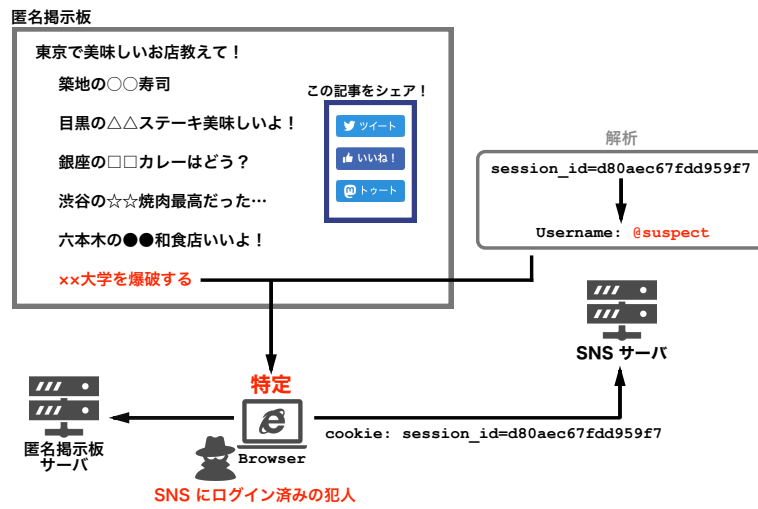 匿名掲示板
東京で美味しいお店教えて！
築地の○○寿司
目黒の△△ステーキ美味しいよ！
銀座の□□カレーはどう？
渋谷の☆☆焼肉最高だった…
六本木の●●和食店いいよ！
××大学を爆破する
この記事をシェア！
ツイート
いいね！
トゥート
解析
session_id=d80aec67fdd959f7
Username: @suspect
SNS サーバ
特定
匿名掲示板
サーバ
Browser
cookie: session_id=d80aec67fdd959f7
SNS にログイン済みの犯人